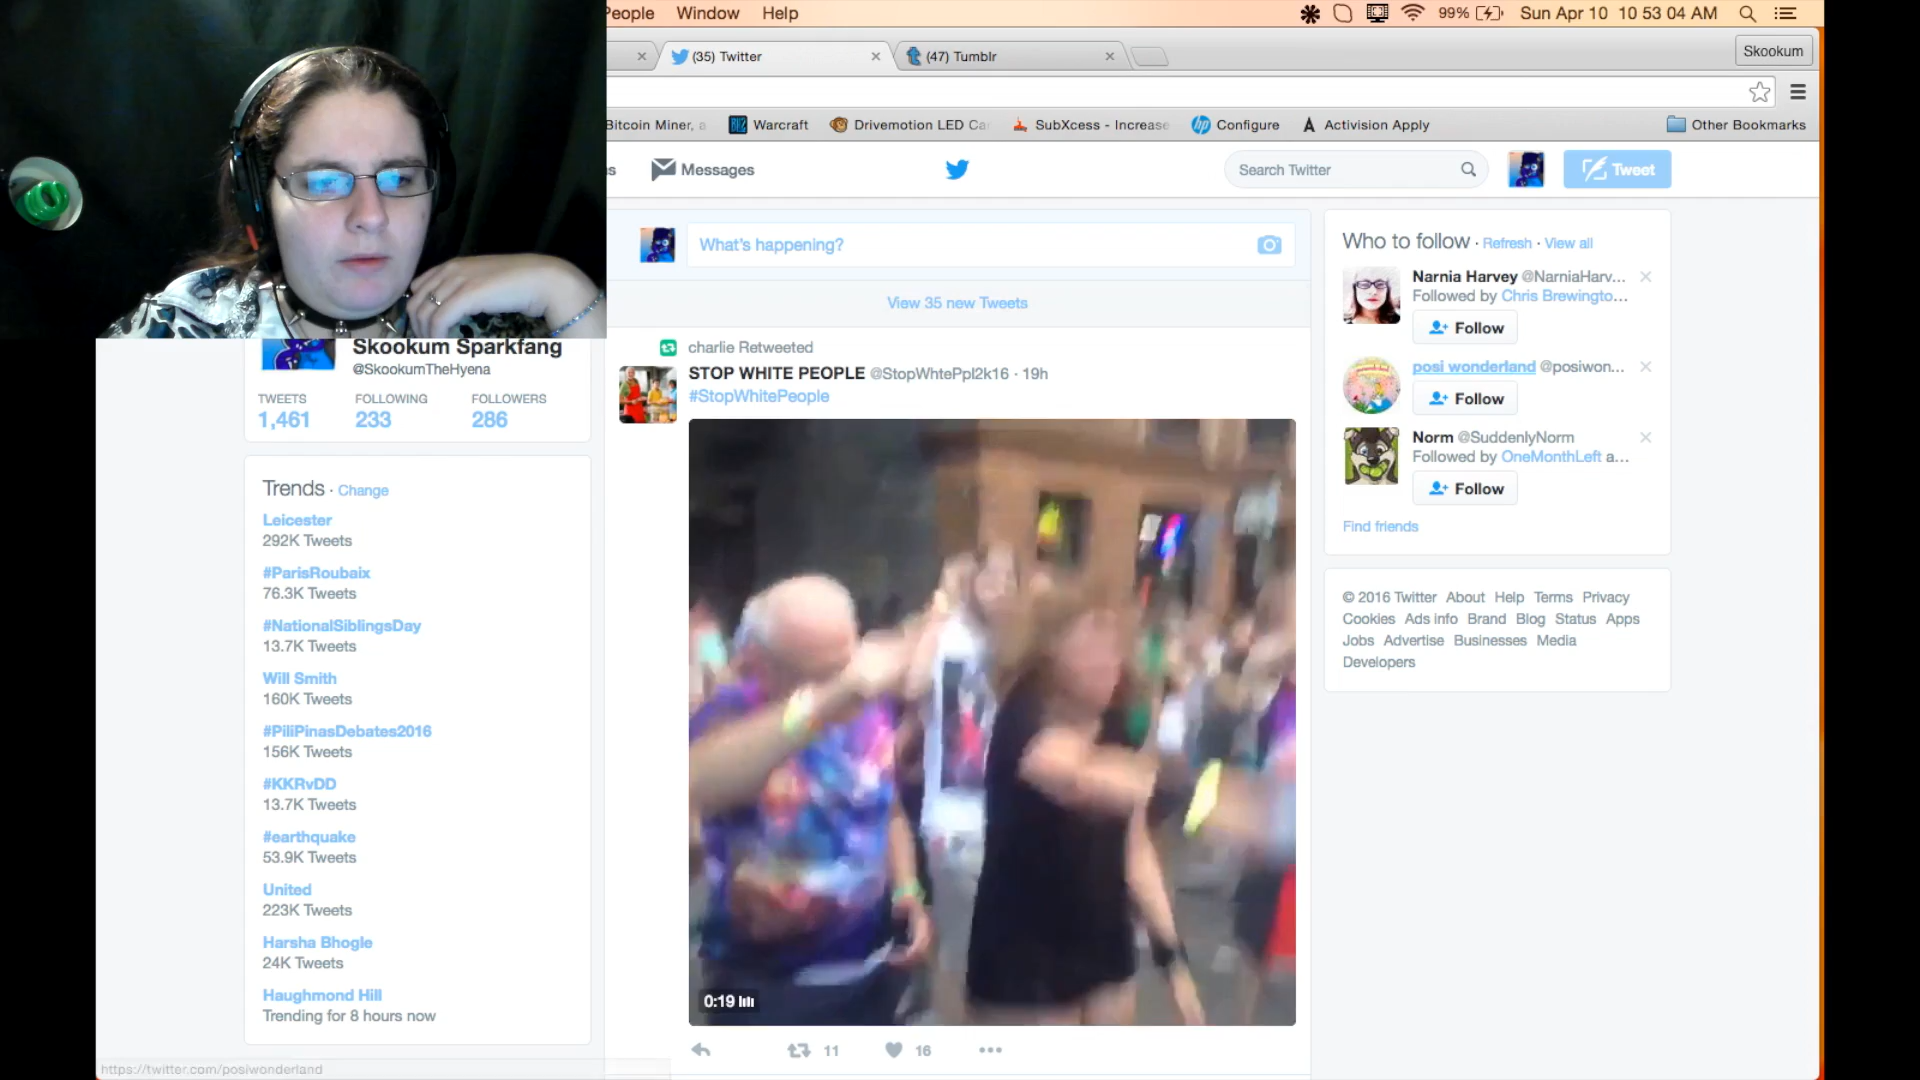 People Window Help 99% Sun Apr 10 10 53 04 AM
(35) Twitter (47) Tumblr Skookum
Bitcoin Miner, a Warcraft Drivemotion LED Ca SubXcess - Increase Configure Activision Apply Other Bookmarks
Messages Search Twitter Tweet
What's happening?
View 35 new Tweets
charlie Retweeted
STOP WHITE PEOPLE @StopWhtePpl2k16 · 19h
#StopWhitePeople
0:19
11 16
Skookum Sparkfang
@SkookumTheHyena
TWEETS FOLLOWING FOLLOWERS
1,461 233 286
Trends · Change
Leicester
292K Tweets
#ParisRoubaix
76.3K Tweets
#NationalSiblingsDay
13.7K Tweets
Will Smith
160K Tweets
#PiliPinasDebates2016
156K Tweets
#KKRvDD
13.7K Tweets
#earthquake
53.9K Tweets
United
223K Tweets
Harsha Bhogle
24K Tweets
Haughmond Hill
Trending for 8 hours now
Who to follow · Refresh · View all
Narnia Harvey @NarniaHarv...
Followed by Chris Brewingto...
Follow
posi wonderland @posiwon...
Follow
Norm @SuddenlyNorm
Followed by OneMonthLeft a...
Follow
Find friends
© 2016 Twitter About Help Terms Privacy
Cookies Ads info Brand Blog Status Apps
Jobs Advertise Businesses Media
Developers
https://twitter.com/posiwonderland